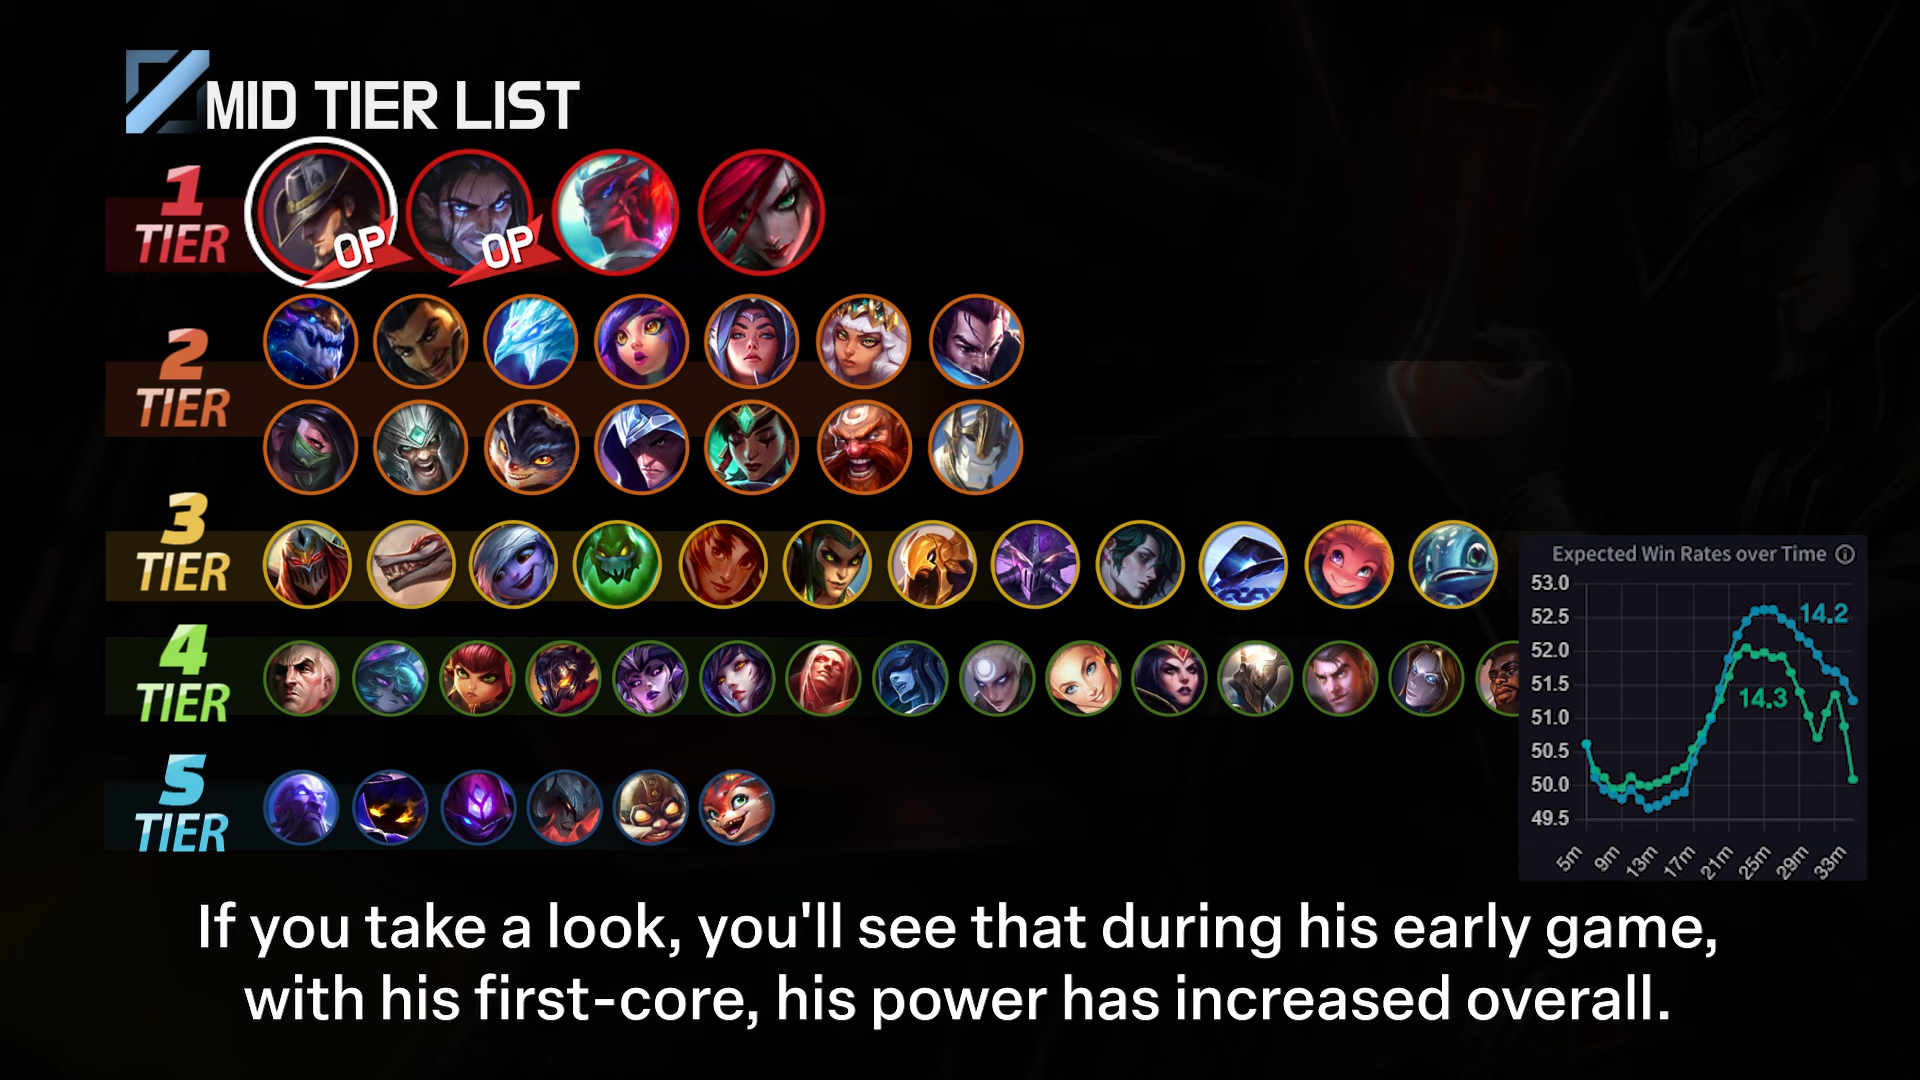 MID TIER LIST
1
TIER
OP
OP
2
TIER
3
TIER
4
TIER
5
TIER
Expected Win Rates over Time
53.0
52.5
52.0
51.5
51.0
50.5
50.0
49.5
14.2
14.3
5m 9m 13m 17m 21m 25m 29m 33m
If you take a look, you'll see that during his early game,
with his first-core, his power has increased overall.